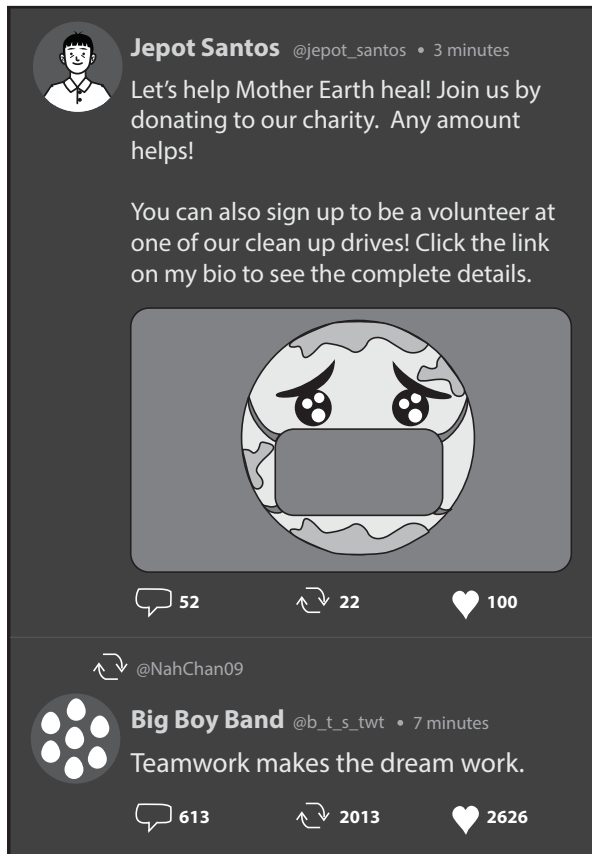 Jepot Santos @jepot_santos • 3 minutes
Let's help Mother Earth heal! Join us by
donating to our charity.  Any amount
helps!
You can also sign up to be a volunteer at
one of our clean up drives! Click the link
on my bio to see the complete details.
52 22 100
@NahChan09
Big Boy Band @b_t_s_twt • 7 minutes
Teamwork makes the dream work.
613 2013 2626